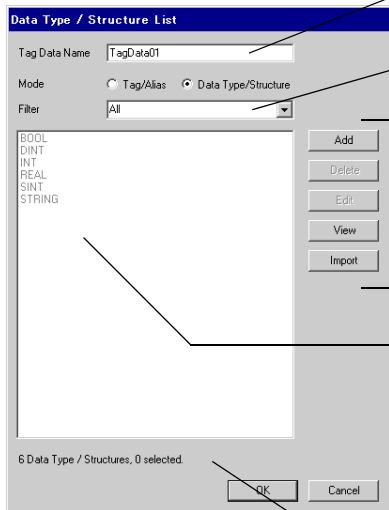 Data Type / Structure List
Tag Data Name TagData01
Mode Tag/Alias Data Type/Structure
Filter All
BOOL
DINT
INT
REAL
SINT
STRING
Add
Delete
Edit
View
Import
6 Data Type / Structures, 0 selected.
OK Cancel